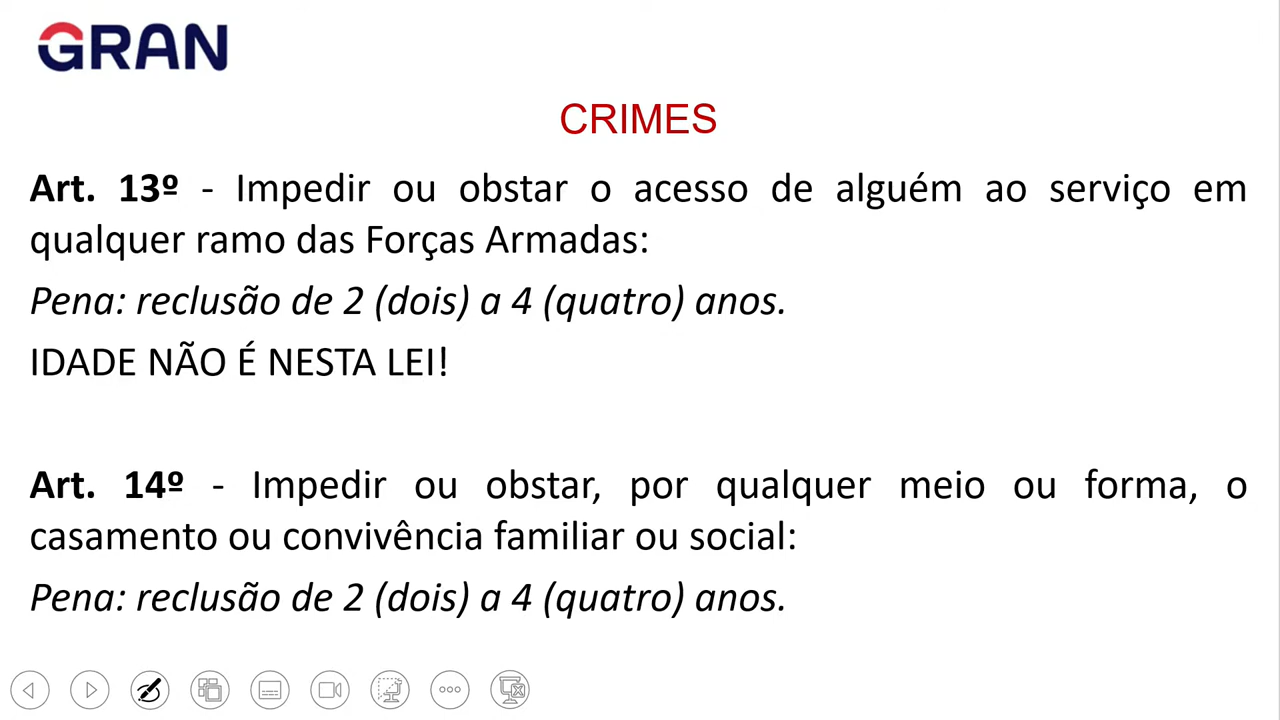 GRAN
CRIMES
Art. 13º - Impedir ou obstar o acesso de alguém ao serviço em
qualquer ramo das Forças Armadas:
Pena: reclusão de 2 (dois) a 4 (quatro) anos.
IDADE NÃO É NESTA LEI!
Art. 14º - Impedir ou obstar, por qualquer meio ou forma, o
casamento ou convivência familiar ou social:
Pena: reclusão de 2 (dois) a 4 (quatro) anos.